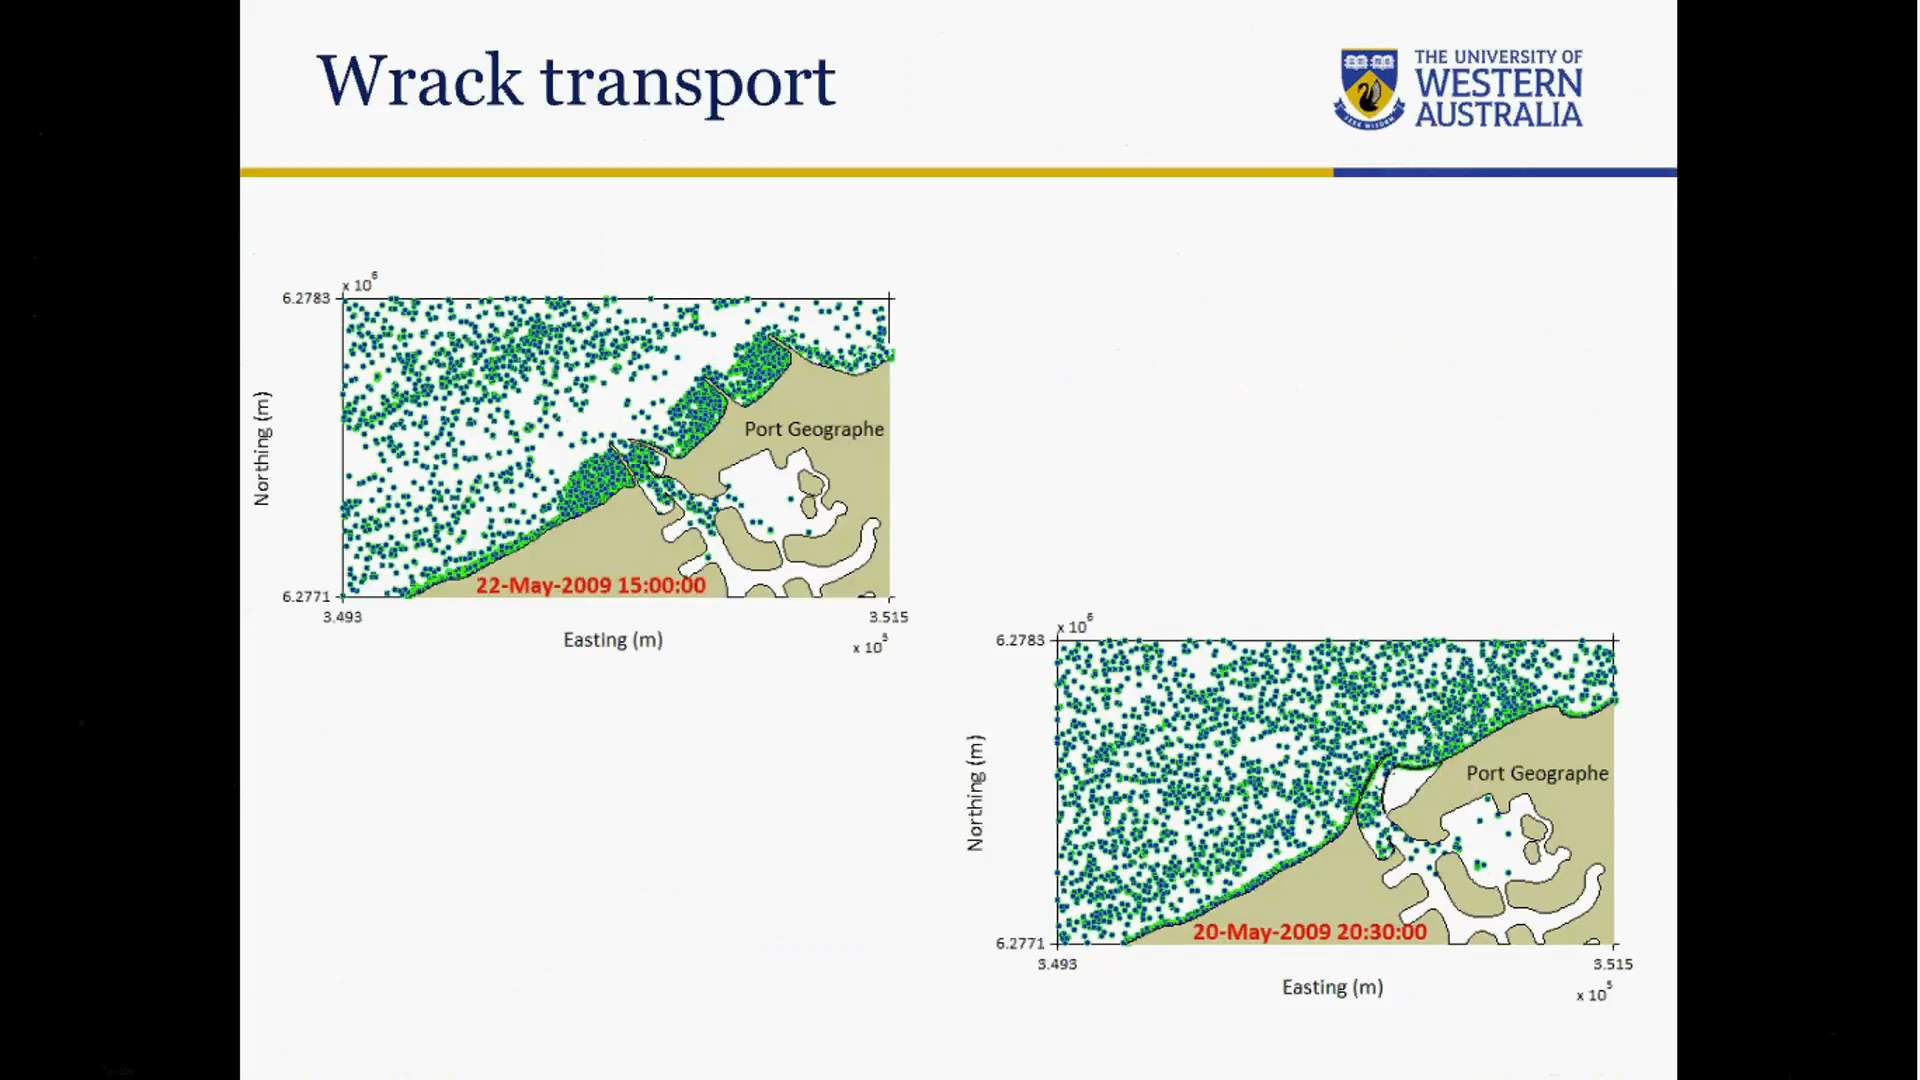 Wrack transport
THE UNIVERSITY OF
WESTERN
AUSTRALIA
SEEK WISDOM
x 10⁶
6.2783
Northing (m)
Port Geographe
22-May-2009 15:00:00
6.2771
3.493
3.515
Easting (m)
x 10⁵
x 10⁶
6.2783
Northing (m)
Port Geographe
20-May-2009 20:30:00
6.2771
3.493
3.515
Easting (m)
x 10⁵